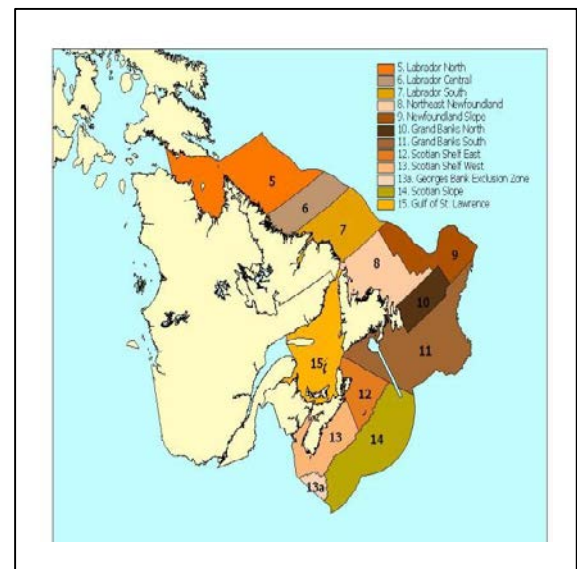 5. Labrador North
6. Labrador Central
7. Labrador South
8. Northeast Newfoundland
9. Newfoundland Slope
10. Grand Banks North
11. Grand Banks South
12. Scotian Shelf East
13. Scotian Shelf West
13a. Georges Bank Exclusion Zone
14. Scotian Slope
15. Gulf of St. Lawrence
5
6
7
8
9
10
11
15
12
13
14
13a